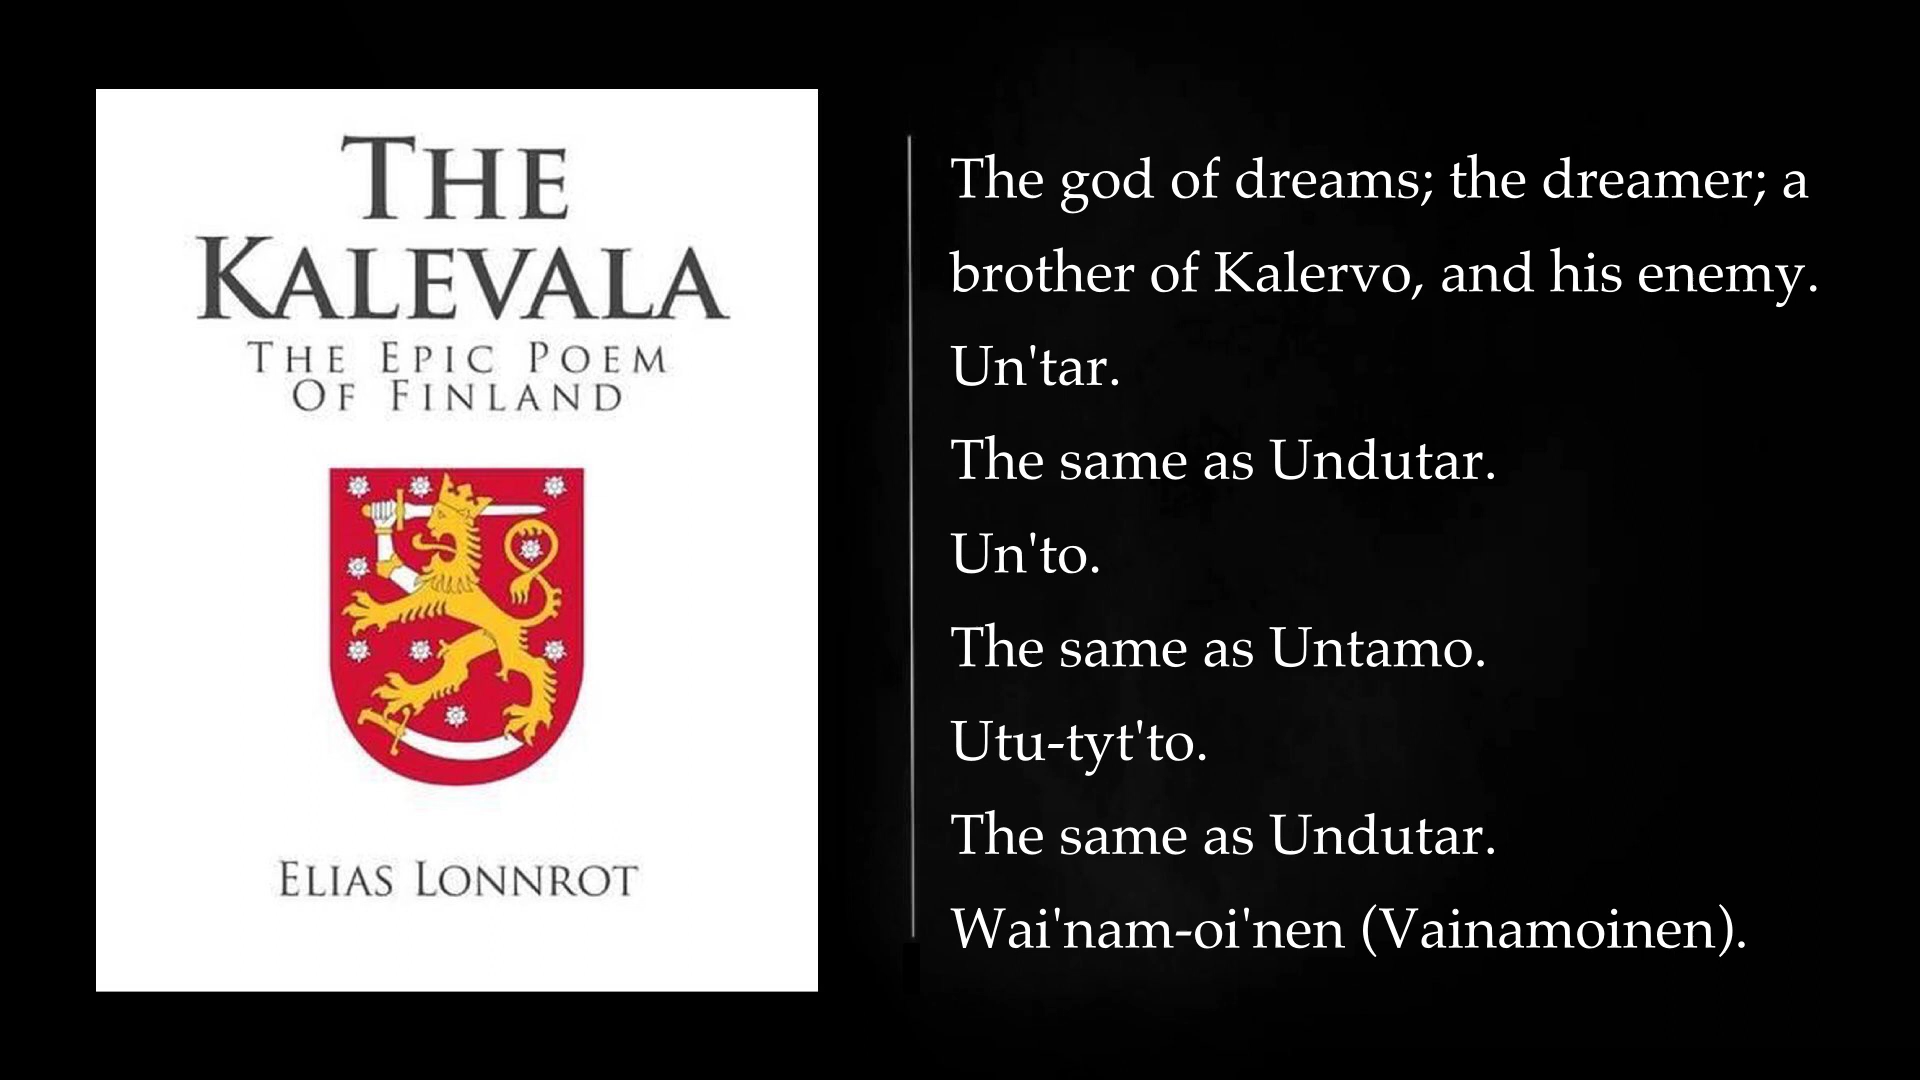 THE
KALEVALA
THE EPIC POEM
OF FINLAND
ELIAS LONNROT
The god of dreams; the dreamer; a
brother of Kalervo, and his enemy.
Un'tar.
The same as Undutar.
Un'to.
The same as Untamo.
Utu-tyt'to.
The same as Undutar.
Wai'nam-oi'nen (Vainamoinen).